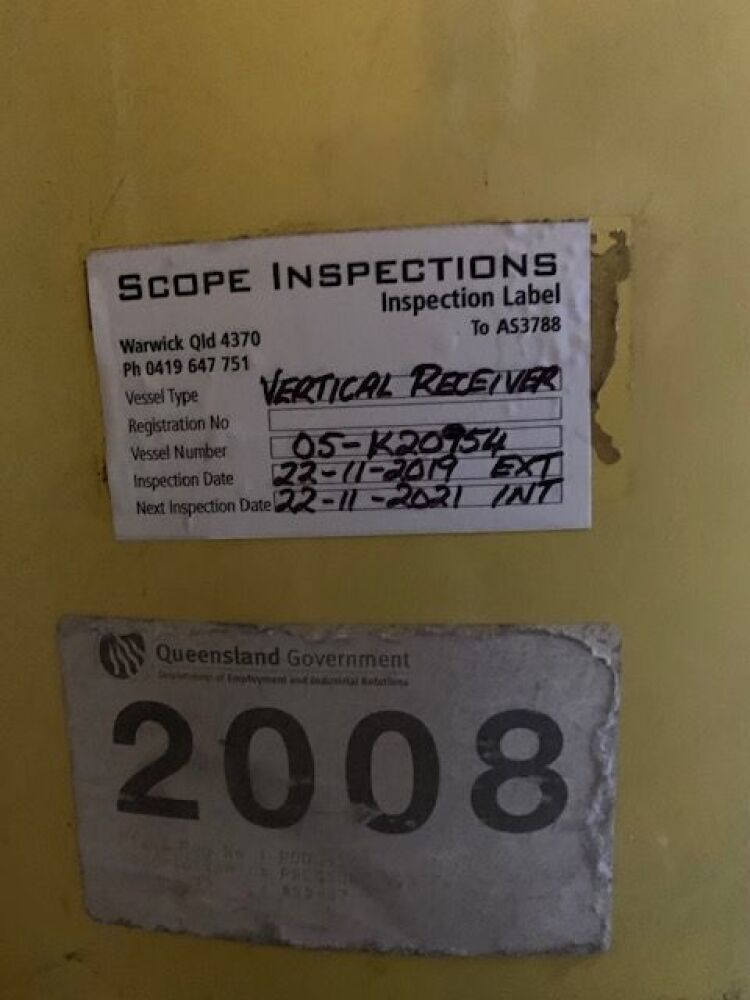 SCOPE INSPECTIONS
Inspection Label
To AS3788
Warwick Qld 4370
Ph 0419 647 751
Vessel Type VERTICAL RECEIVER
Registration No
Vessel Number 05-K20954
Inspection Date 22-11-2019 EXT
Next Inspection Date 22-11-2021 INT
Queensland Government
Department of Employment and Industrial Relations
2008